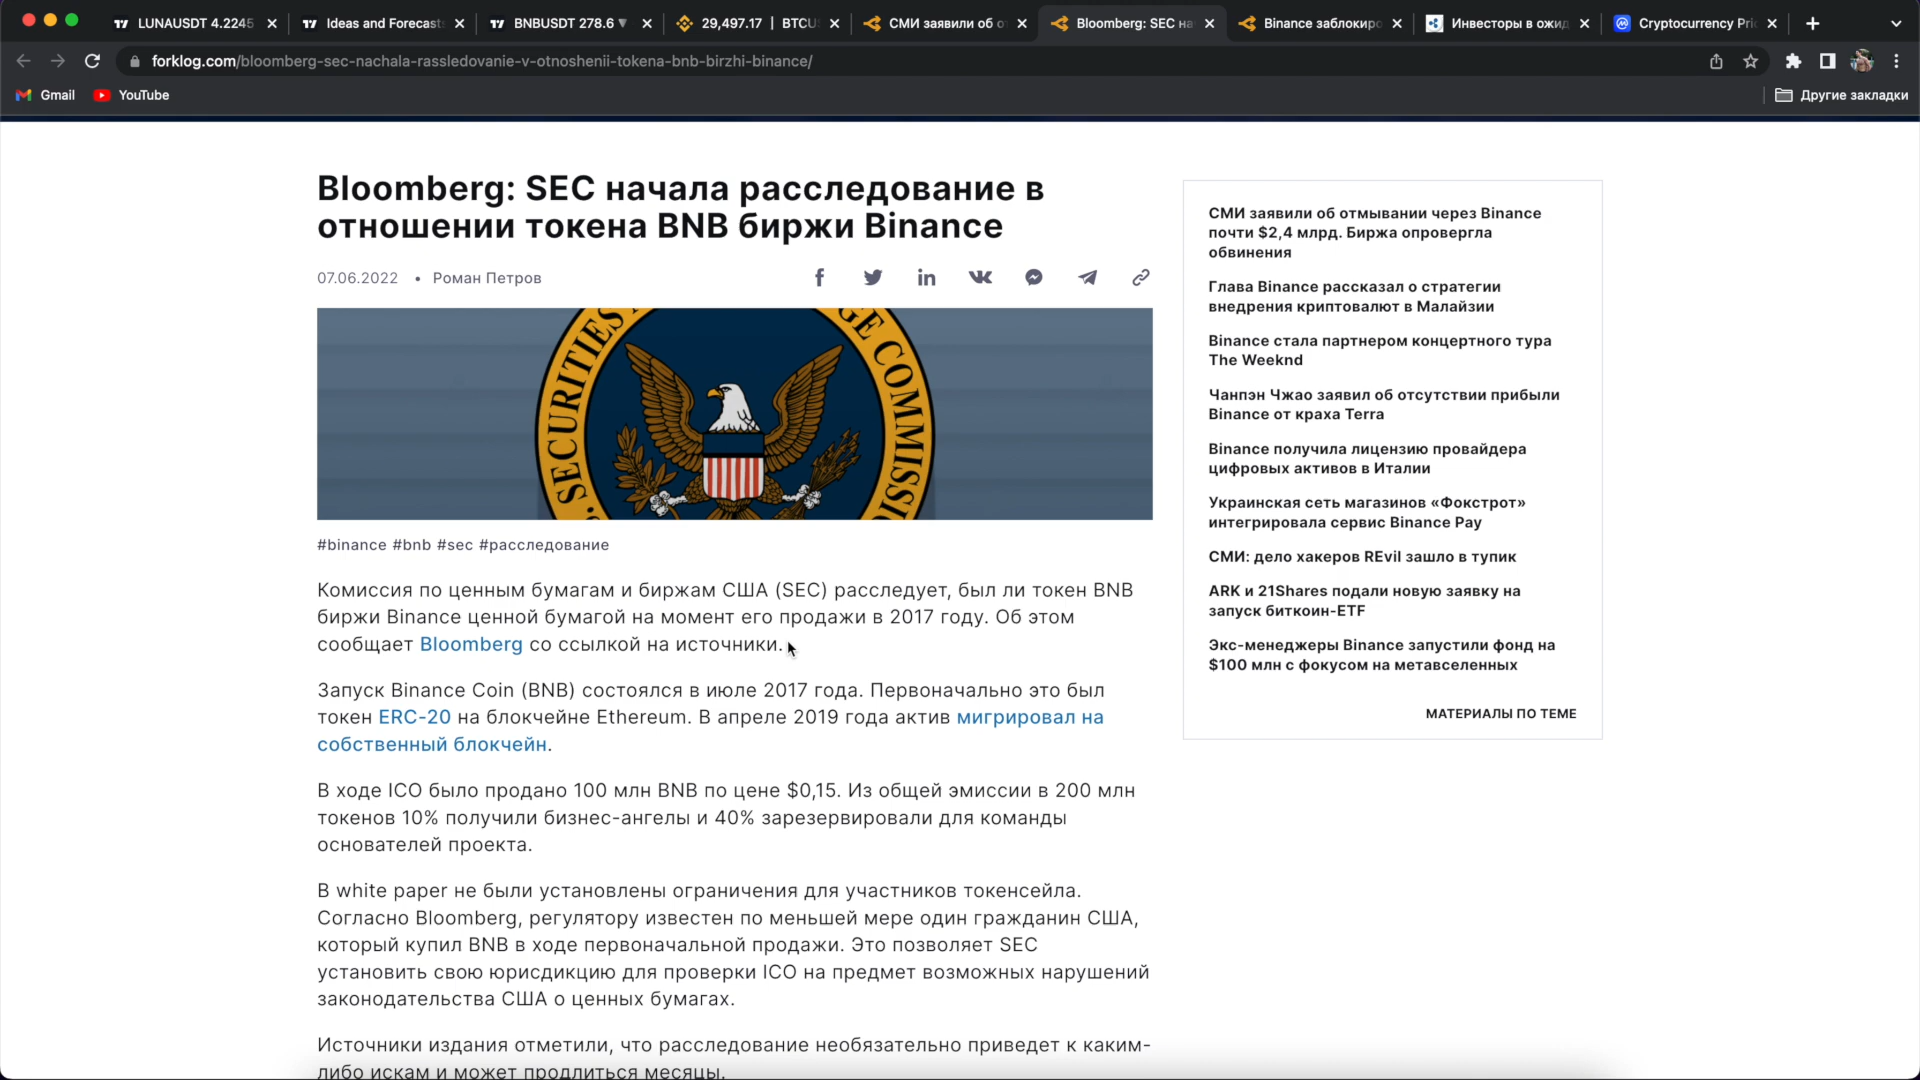 LUNAUSDT 4.2245
Ideas and Forecast
BNBUSDT 278.6 ▼
29,497.17 | BTCU
СМИ заявили об о
Bloomberg: SEC на
Binance заблокиро
Инвесторы в ожид
Cryptocurrency Pri
forklog.com/bloomberg-sec-nachala-rassledovanie-v-otnoshenii-tokena-bnb-birzhi-binance/
Gmail
YouTube
Другие закладки
Bloomberg: SEC начала расследование в
отношении токена BNB биржи Binance
07.06.2022 • Роман Петров
SECURITIES
GE COMMISSIO
#binance #bnb #sec #расследование
Комиссия по ценным бумагам и биржам США (SEC) расследует, был ли токен BNB
биржи Binance ценной бумагой на момент его продажи в 2017 году. Об этом
сообщает Bloomberg со ссылкой на источники.
Запуск Binance Coin (BNB) состоялся в июле 2017 года. Первоначально это был
токен ERC-20 на блокчейне Ethereum. В апреле 2019 года актив мигрировал на
собственный блокчейн.
В ходе ICO было продано 100 млн BNB по цене $0,15. Из общей эмиссии в 200 млн
токенов 10% получили бизнес-ангелы и 40% зарезервировали для команды
основателей проекта.
В white paper не были установлены ограничения для участников токенсейла.
Согласно Bloomberg, регулятору известен по меньшей мере один гражданин США,
который купил BNB в ходе первоначальной продажи. Это позволяет SEC
установить свою юрисдикцию для проверки ICO на предмет возможных нарушений
законодательства США о ценных бумагах.
Источники издания отметили, что расследование необязательно приведет к каким-
либо искам и может продлиться месяцы.
СМИ заявили об отмывании через Binance
почти $2,4 млрд. Биржа опровергла
обвинения
Глава Binance рассказал о стратегии
внедрения криптовалют в Малайзии
Binance стала партнером концертного тура
The Weeknd
Чанпэн Чжао заявил об отсутствии прибыли
Binance от краха Terra
Binance получила лицензию провайдера
цифровых активов в Италии
Украинская сеть магазинов «Фокстрот»
интегрировала сервис Binance Pay
СМИ: дело хакеров REvil зашло в тупик
ARK и 21Shares подали новую заявку на
запуск биткоин-ETF
Экс-менеджеры Binance запустили фонд на
$100 млн с фокусом на метавселенных
МАТЕРИАЛЫ ПО ТЕМЕ